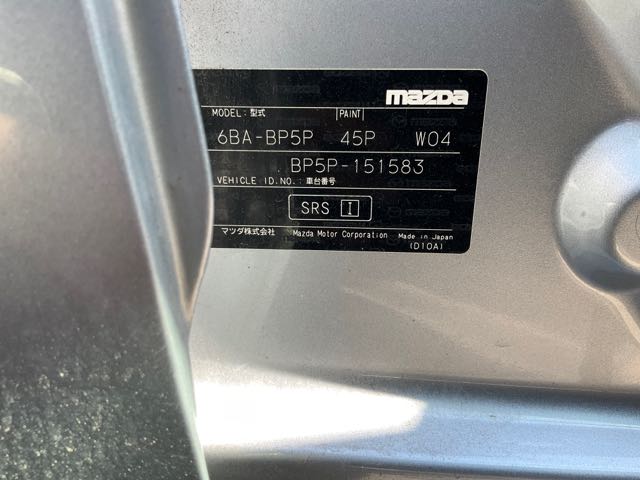 mazDa
MODEL : 型式 PAINT
6BA-BP5P 45P W04
BP5P-151583
VEHICLE ID.NO. : 車台番号
SRS I
マツダ株式会社 Mazda Motor Corporation Made in Japan
(D10A)